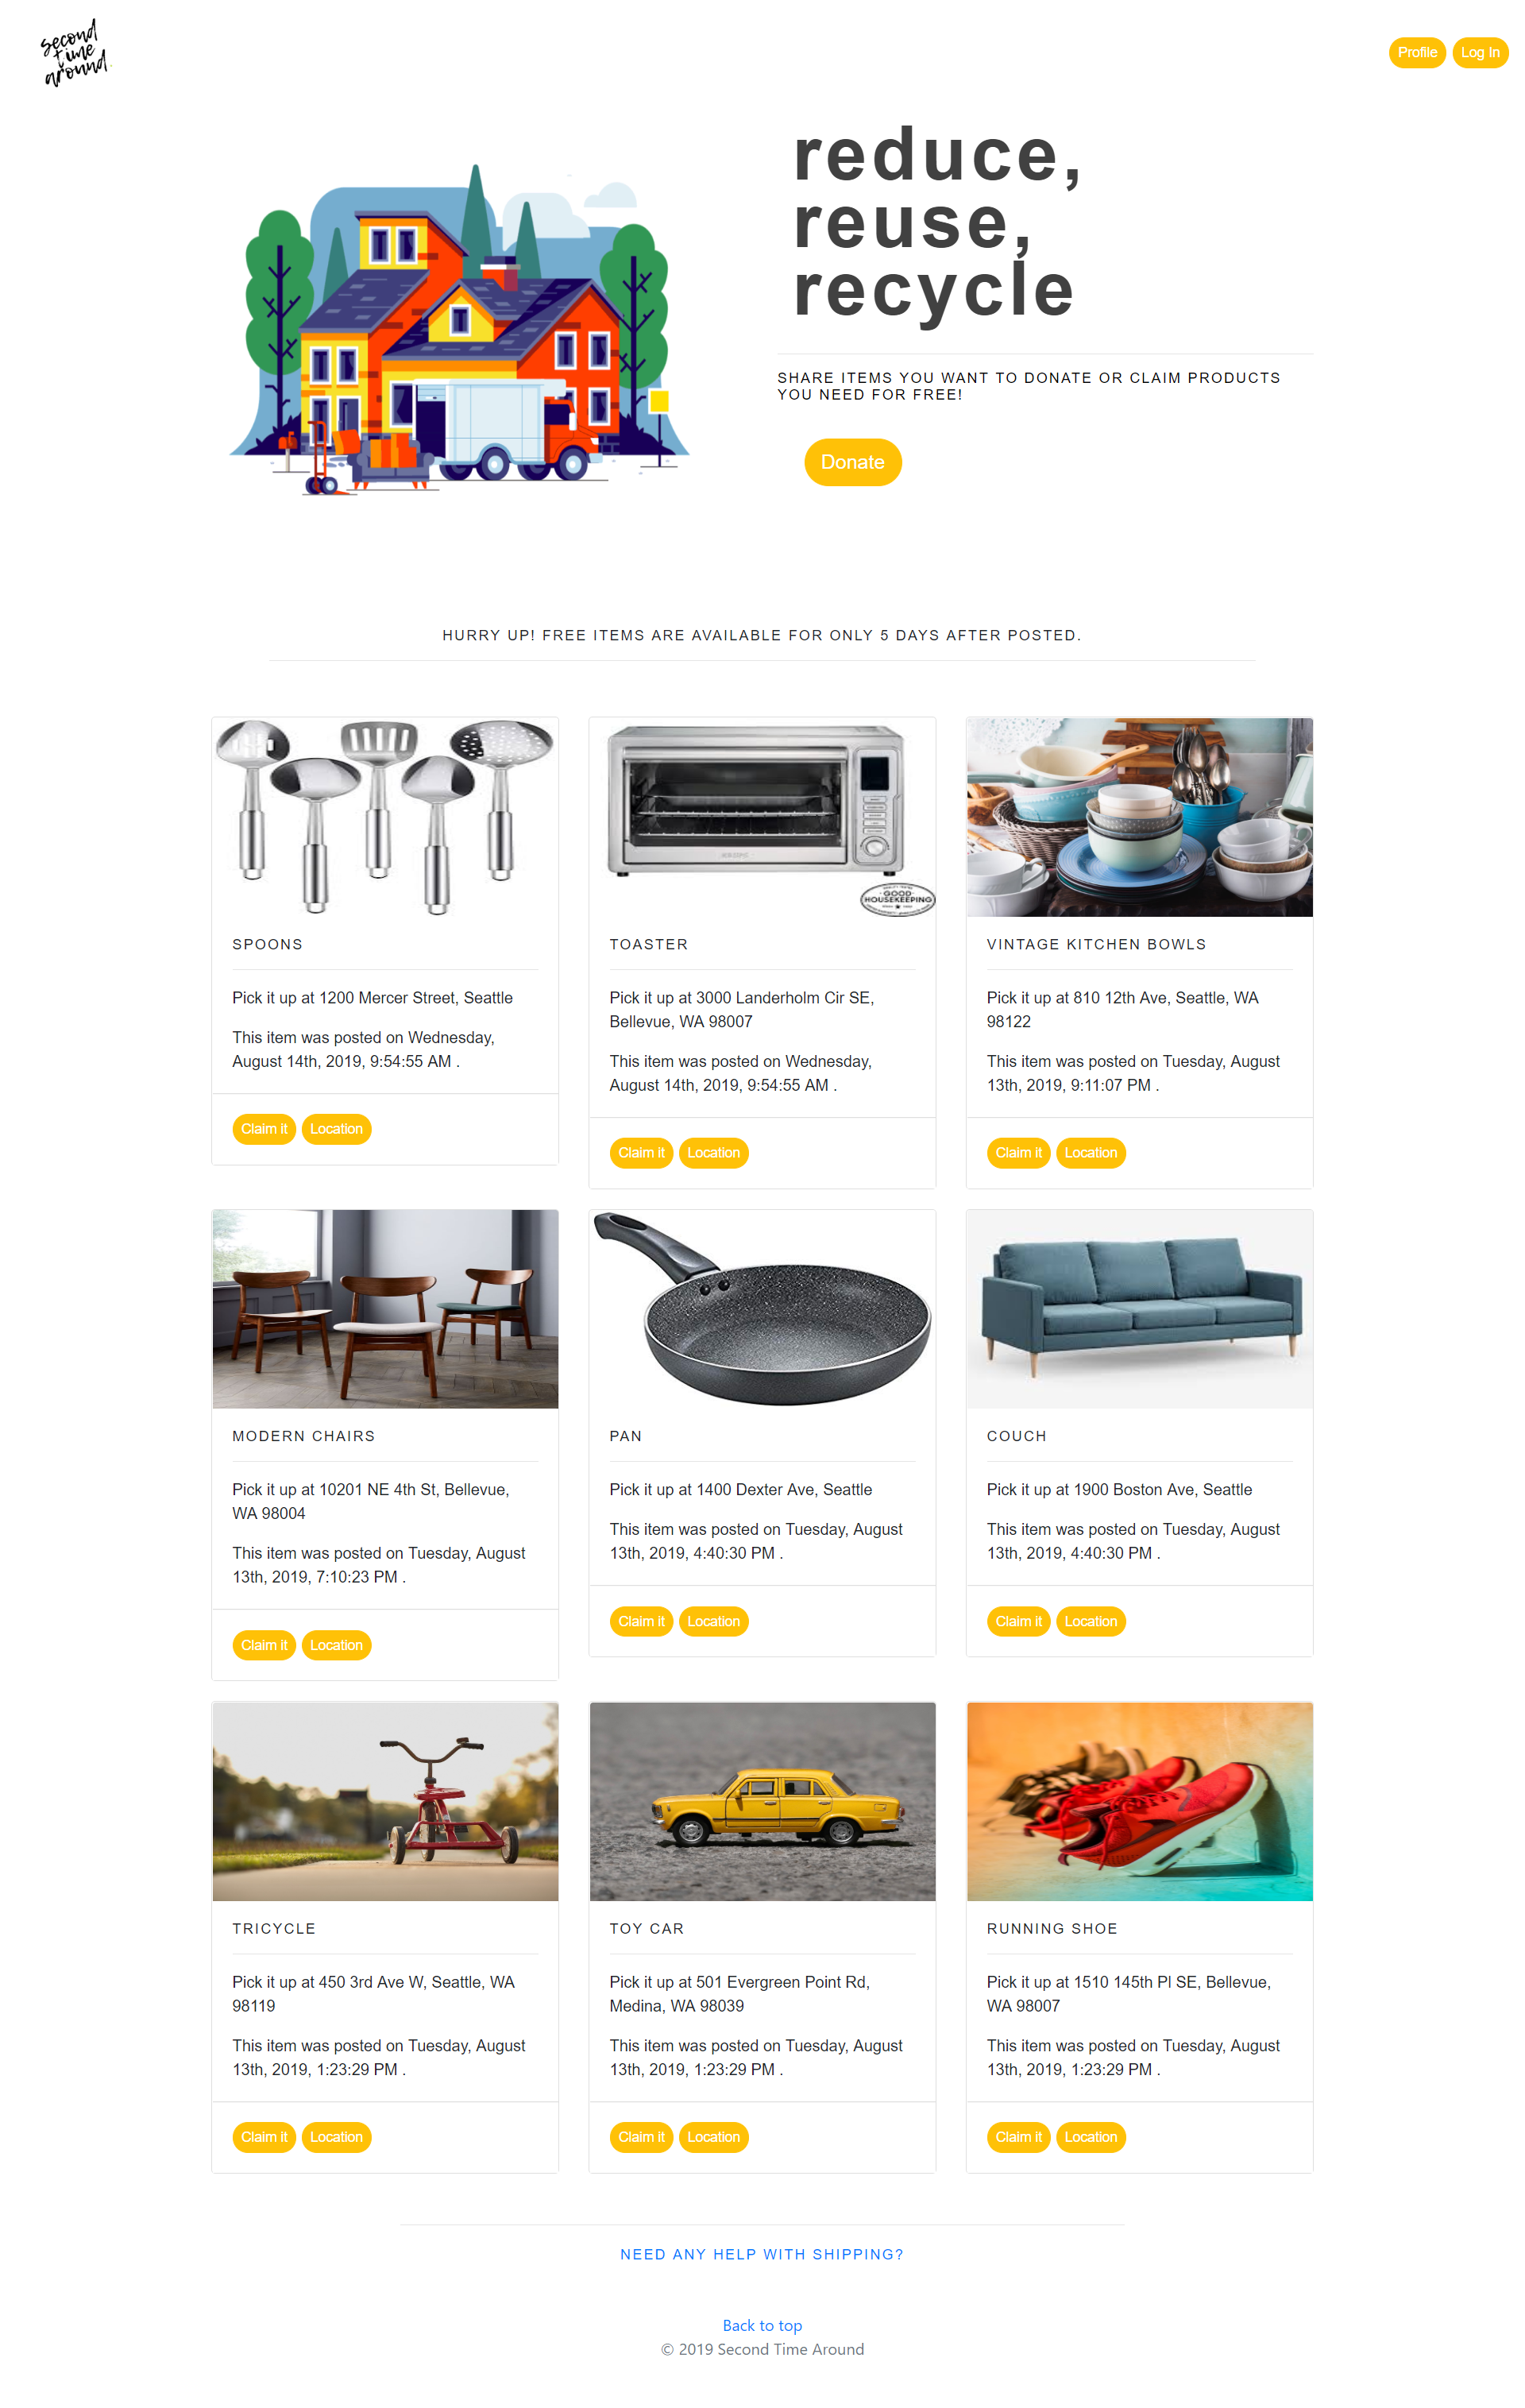 second
time
around
Profile
Log In
reduce,
reuse,
recycle
SHARE ITEMS YOU WANT TO DONATE OR CLAIM PRODUCTS
YOU NEED FOR FREE!
Donate
HURRY UP! FREE ITEMS ARE AVAILABLE FOR ONLY 5 DAYS AFTER POSTED.
GOOD
HOUSEKEEPING
SPOONS
Pick it up at 1200 Mercer Street, Seattle
This item was posted on Wednesday,
August 14th, 2019, 9:54:55 AM .
Claim it
Location
TOASTER
Pick it up at 3000 Landerholm Cir SE,
Bellevue, WA 98007
This item was posted on Wednesday,
August 14th, 2019, 9:54:55 AM .
Claim it
Location
VINTAGE KITCHEN BOWLS
Pick it up at 810 12th Ave, Seattle, WA
98122
This item was posted on Tuesday, August
13th, 2019, 9:11:07 PM .
Claim it
Location
MODERN CHAIRS
Pick it up at 10201 NE 4th St, Bellevue,
WA 98004
This item was posted on Tuesday, August
13th, 2019, 7:10:23 PM .
Claim it
Location
PAN
Pick it up at 1400 Dexter Ave, Seattle
This item was posted on Tuesday, August
13th, 2019, 4:40:30 PM .
Claim it
Location
COUCH
Pick it up at 1900 Boston Ave, Seattle
This item was posted on Tuesday, August
13th, 2019, 4:40:30 PM .
Claim it
Location
TRICYCLE
Pick it up at 450 3rd Ave W, Seattle, WA
98119
This item was posted on Tuesday, August
13th, 2019, 1:23:29 PM .
Claim it
Location
TOY CAR
Pick it up at 501 Evergreen Point Rd,
Medina, WA 98039
This item was posted on Tuesday, August
13th, 2019, 1:23:29 PM .
Claim it
Location
RUNNING SHOE
Pick it up at 1510 145th Pl SE, Bellevue,
WA 98007
This item was posted on Tuesday, August
13th, 2019, 1:23:29 PM .
Claim it
Location
NEED ANY HELP WITH SHIPPING?
Back to top
© 2019 Second Time Around